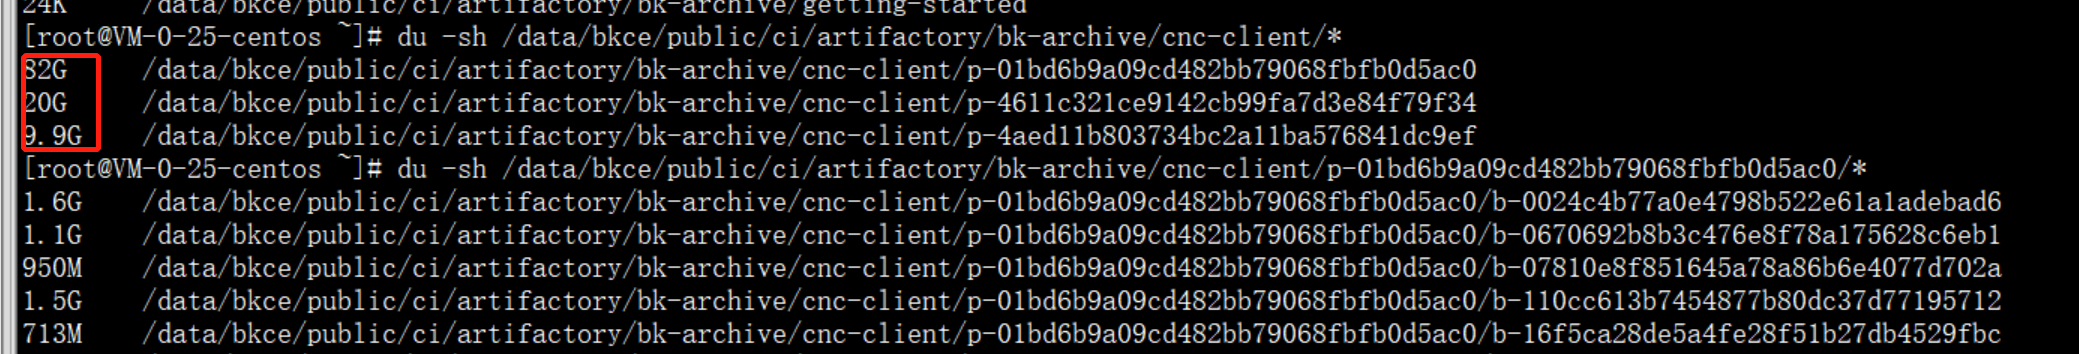 24K     /data/bkce/public/ci/artifactory/bk-archive/getting-started
[root@VM-0-25-centos ~]# du -sh /data/bkce/public/ci/artifactory/bk-archive/cnc-client/*
82G     /data/bkce/public/ci/artifactory/bk-archive/cnc-client/p-01bd6b9a09cd482bb79068fbfb0d5ac0
20G     /data/bkce/public/ci/artifactory/bk-archive/cnc-client/p-4611c321ce9142cb99fa7d3e84f79f34
9.9G    /data/bkce/public/ci/artifactory/bk-archive/cnc-client/p-4aed11b803734bc2a11ba576841dc9ef
[root@VM-0-25-centos ~]# du -sh /data/bkce/public/ci/artifactory/bk-archive/cnc-client/p-01bd6b9a09cd482bb79068fbfb0d5ac0/*
1.6G    /data/bkce/public/ci/artifactory/bk-archive/cnc-client/p-01bd6b9a09cd482bb79068fbfb0d5ac0/b-0024c4b77a0e4798b522e61a1adebad6
1.1G    /data/bkce/public/ci/artifactory/bk-archive/cnc-client/p-01bd6b9a09cd482bb79068fbfb0d5ac0/b-0670692b8b3c476e8f78a175628c6eb1
950M    /data/bkce/public/ci/artifactory/bk-archive/cnc-client/p-01bd6b9a09cd482bb79068fbfb0d5ac0/b-07810e8f851645a78a86b6e4077d702a
1.5G    /data/bkce/public/ci/artifactory/bk-archive/cnc-client/p-01bd6b9a09cd482bb79068fbfb0d5ac0/b-110cc613b7454877b80dc37d77195712
713M    /data/bkce/public/ci/artifactory/bk-archive/cnc-client/p-01bd6b9a09cd482bb79068fbfb0d5ac0/b-16f5ca28de5a4fe28f51b27db4529fbc